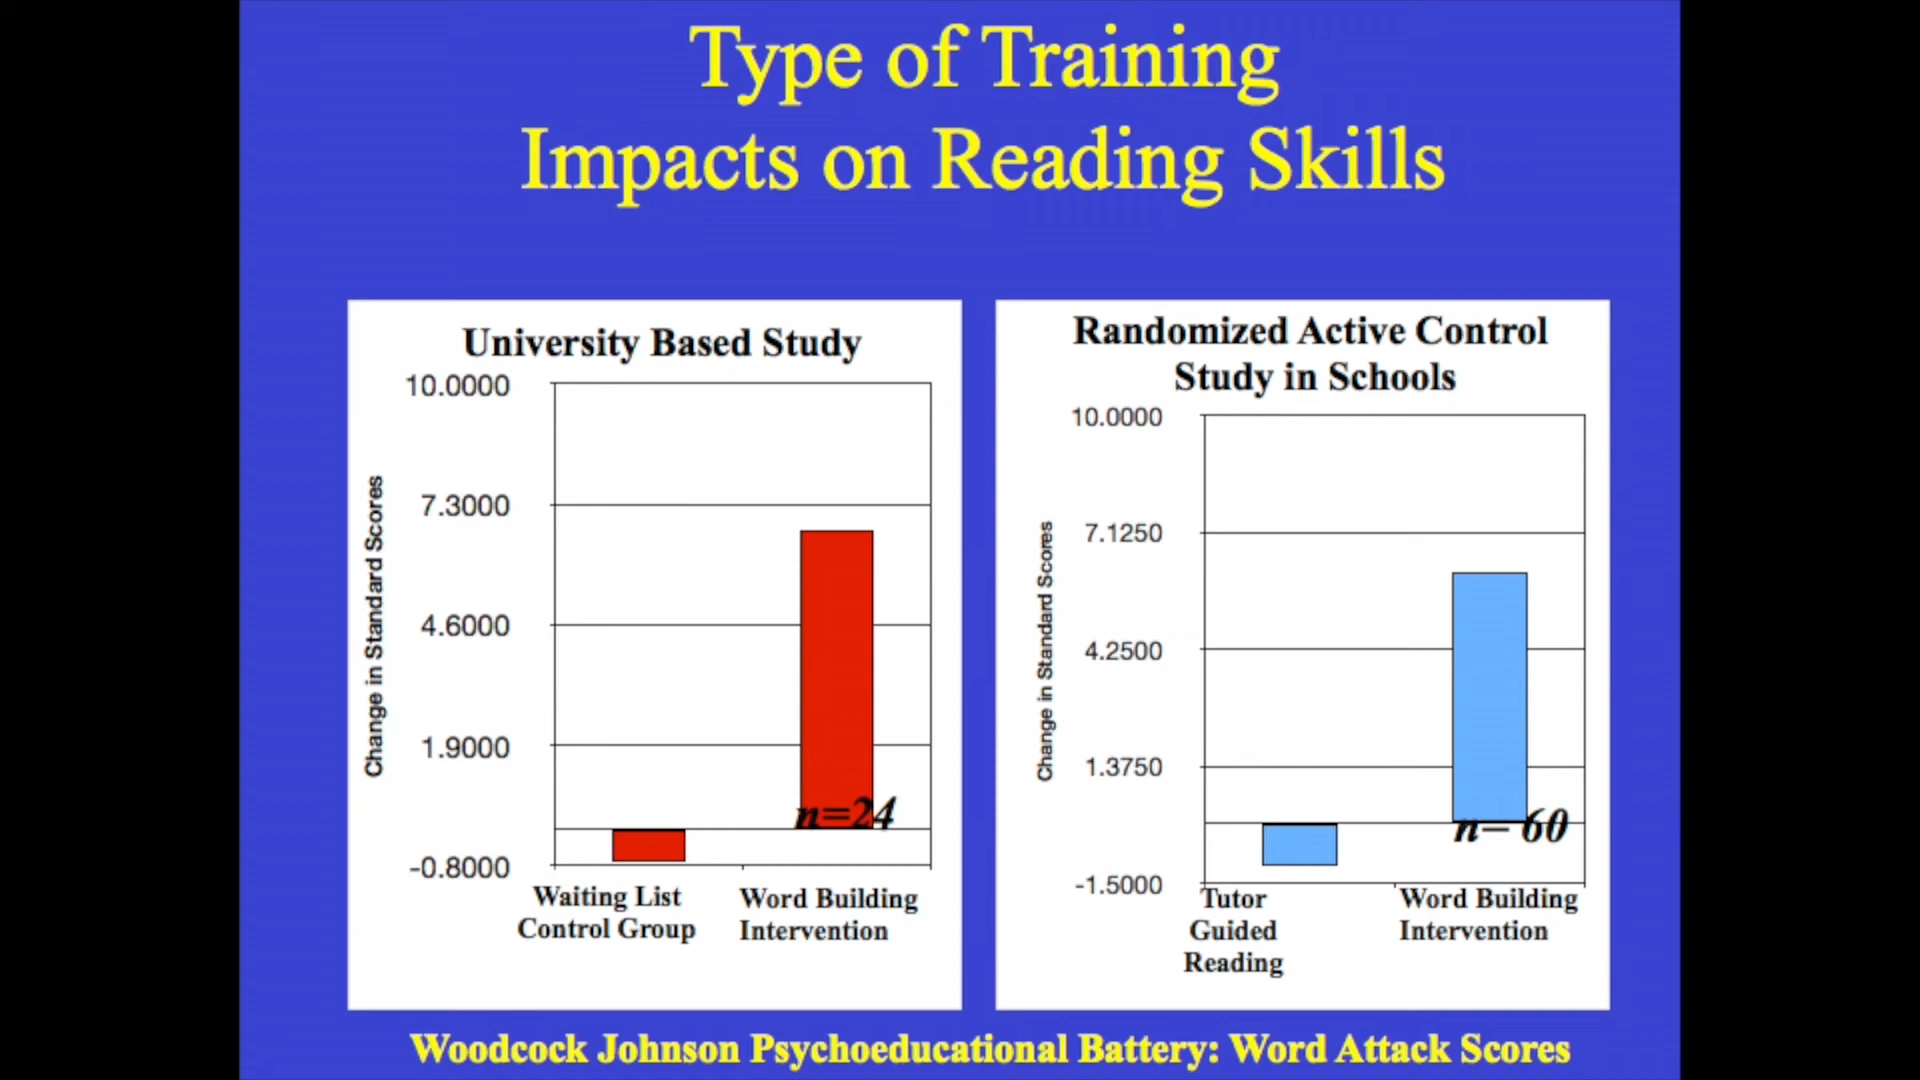 Type of Training
Impacts on Reading Skills
University Based Study
10.0000
7.3000
4.6000
1.9000
-0.8000
Change in Standard Scores
n=24
Waiting List
Control Group
Word Building
Intervention
Randomized Active Control
Study in Schools
10.0000
7.1250
4.2500
1.3750
-1.5000
Change in Standard Scores
n= 60
Tutor
Guided
Reading
Word Building
Intervention
Woodcock Johnson Psychoeducational Battery: Word Attack Scores